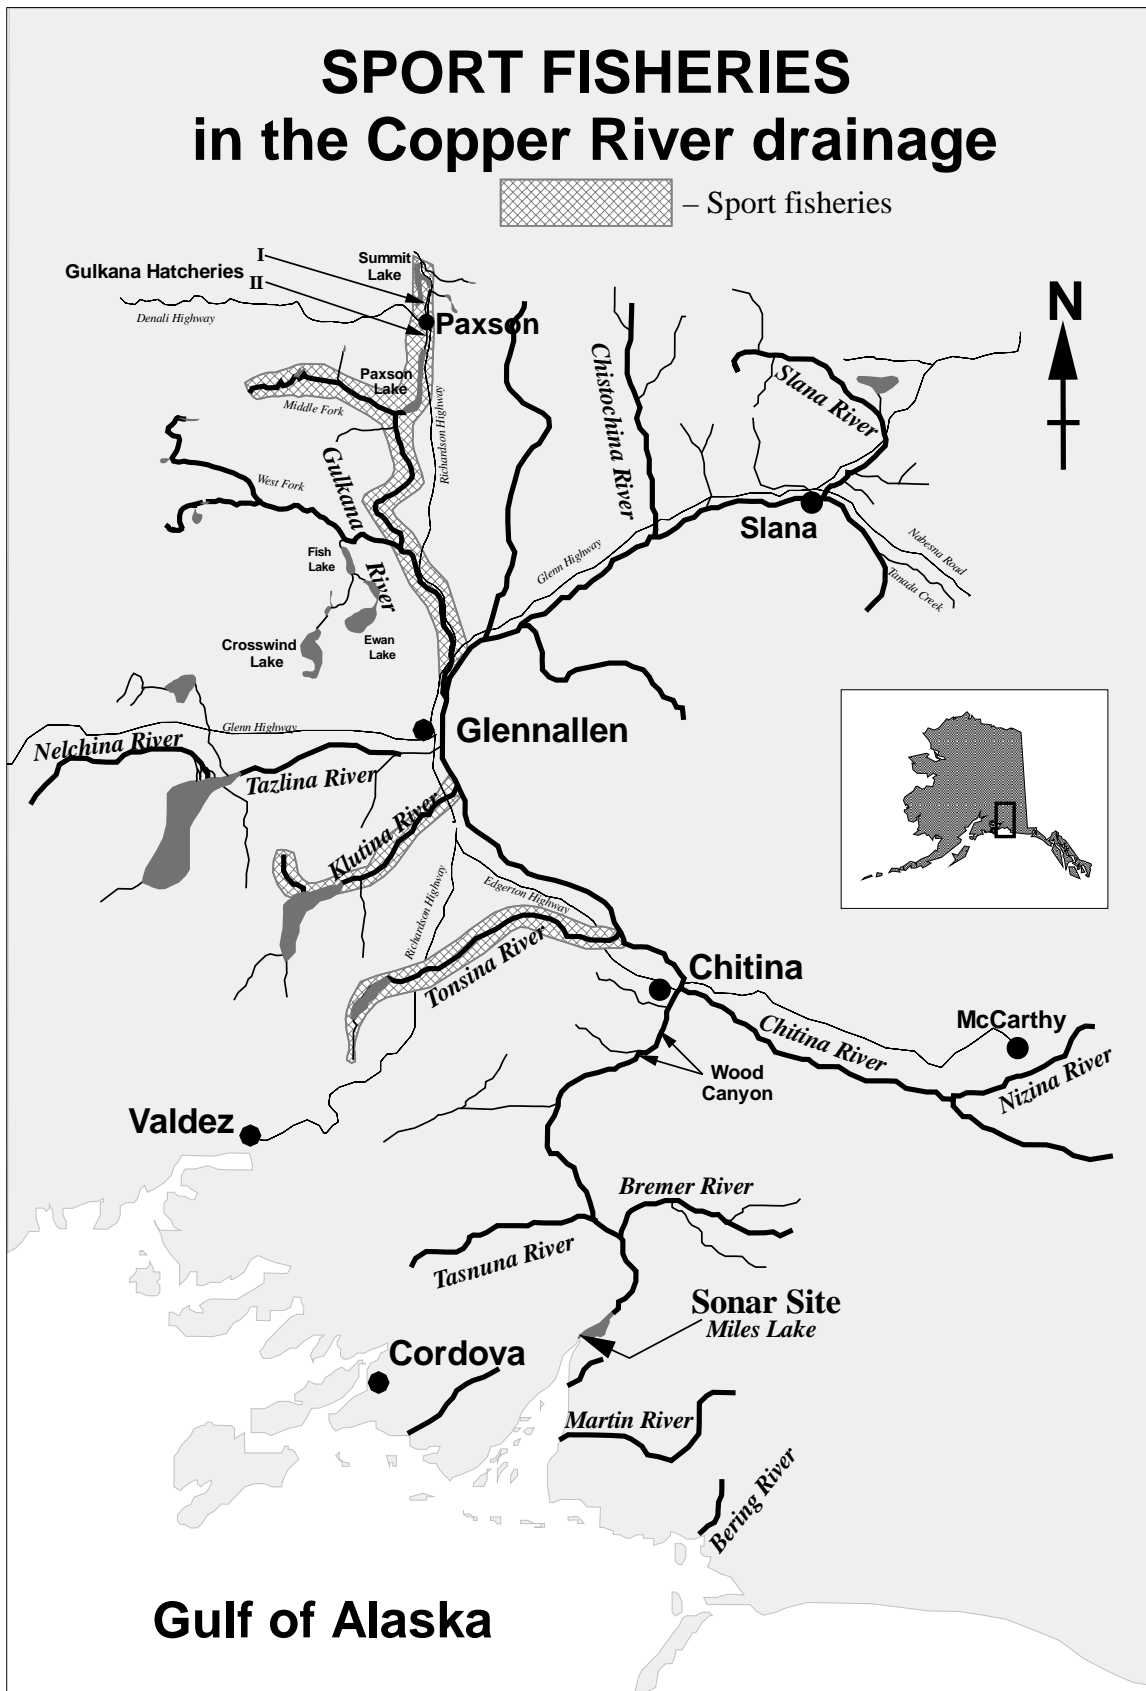 SPORT FISHERIES
in the Copper River drainage
– Sport fisheries
I
Summit
Lake
Gulkana Hatcheries
II
Denali Highway
Paxson
N
Paxson
Lake
Middle Fork
Richardson Highway
Chistochina River
Slana River
Gulkana
West Fork
Slana
Nabesna Road
Tanada Creek
Glenn Highway
Fish
Lake
River
Crosswind
Lake
Ewan
Lake
Glenn Highway
Glennallen
Nelchina River
Tazlina River
Klutina River
Edgerton Highway
Richardson Highway
Tonsina River
Chitina
McCarthy
Chitina River
Nizina River
Wood
Canyon
Valdez
Bremer River
Tasnuna River
Sonar Site
Miles Lake
Cordova
Martin River
Bering River
Gulf of Alaska